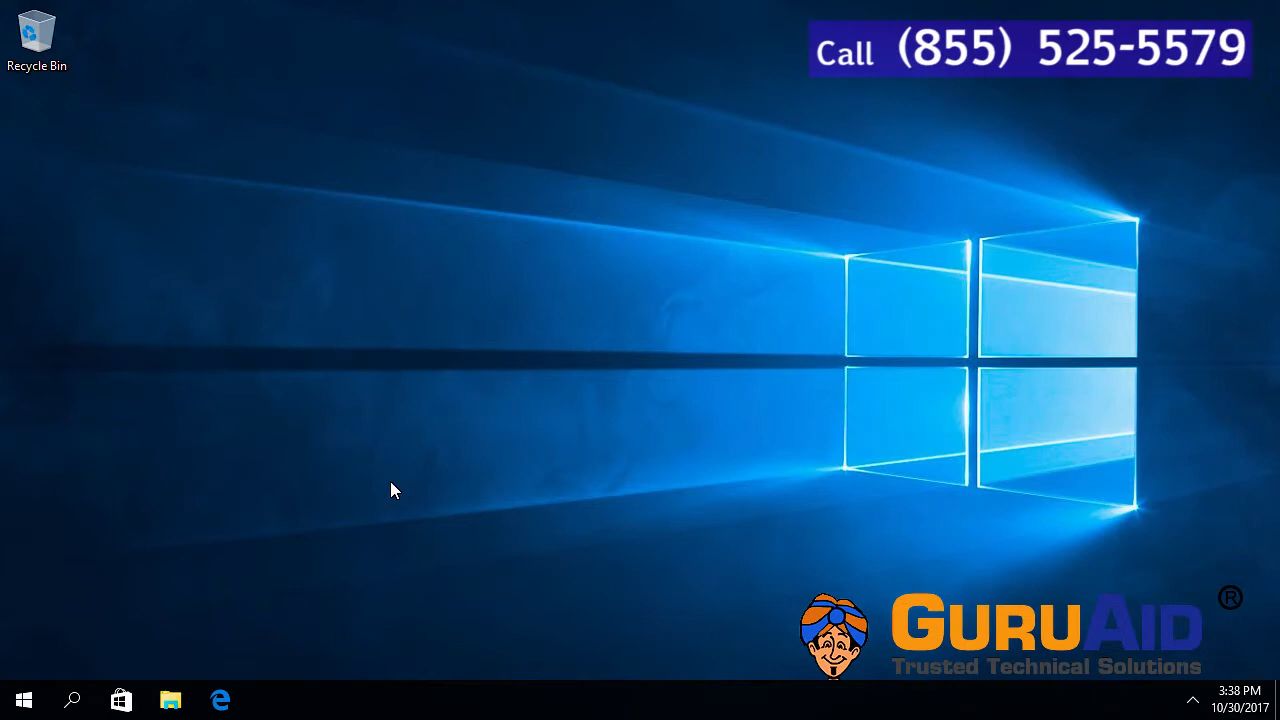 Recycle Bin
Call (855) 525-5579
GURUAID ®
Trusted Technical Solutions
3:38 PM
10/30/2017